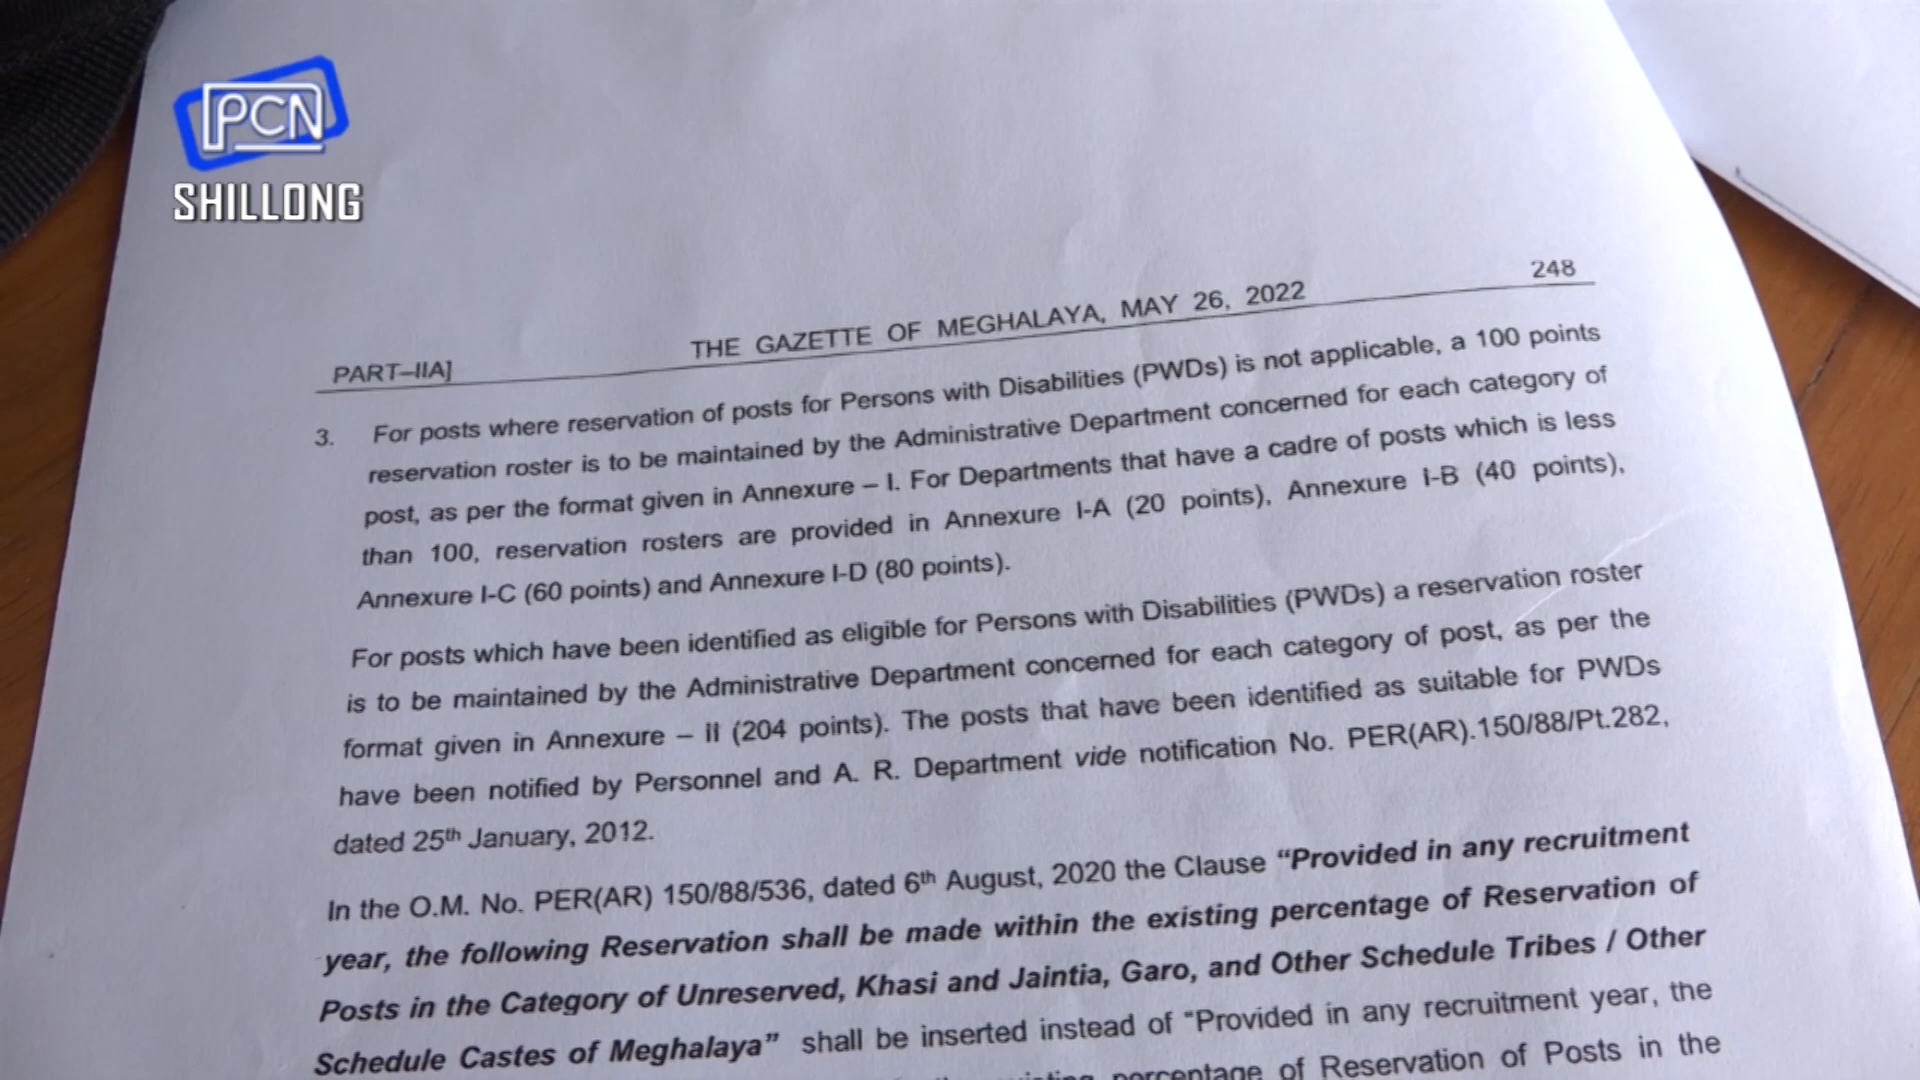 PCN
SHILLONG
248
PART–IIA]
THE GAZETTE OF MEGHALAYA, MAY 26, 2022
3. For posts where reservation of posts for Persons with Disabilities (PWDs) is not applicable, a 100 points
reservation roster is to be maintained by the Administrative Department concerned for each category of
post, as per the format given in Annexure – I. For Departments that have a cadre of posts which is less
than 100, reservation rosters are provided in Annexure I-A (20 points), Annexure I-B (40 points),
Annexure I-C (60 points) and Annexure I-D (80 points).
For posts which have been identified as eligible for Persons with Disabilities (PWDs) a reservation roster
is to be maintained by the Administrative Department concerned for each category of post, as per the
format given in Annexure – II (204 points). The posts that have been identified as suitable for PWDs
have been notified by Personnel and A. R. Department vide notification No. PER(AR).150/88/Pt.282,
dated 25th January, 2012.
In the O.M. No. PER(AR) 150/88/536, dated 6th August, 2020 the Clause “Provided in any recruitment
year, the following Reservation shall be made within the existing percentage of Reservation of
Posts in the Category of Unreserved, Khasi and Jaintia, Garo, and Other Schedule Tribes / Other
Schedule Castes of Meghalaya” shall be inserted instead of “Provided in any recruitment year, the
percentage of Reservation of Posts in the